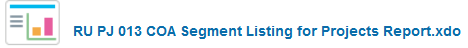 RU PJ 013 COA Segment Listing for Projects Report.xdo